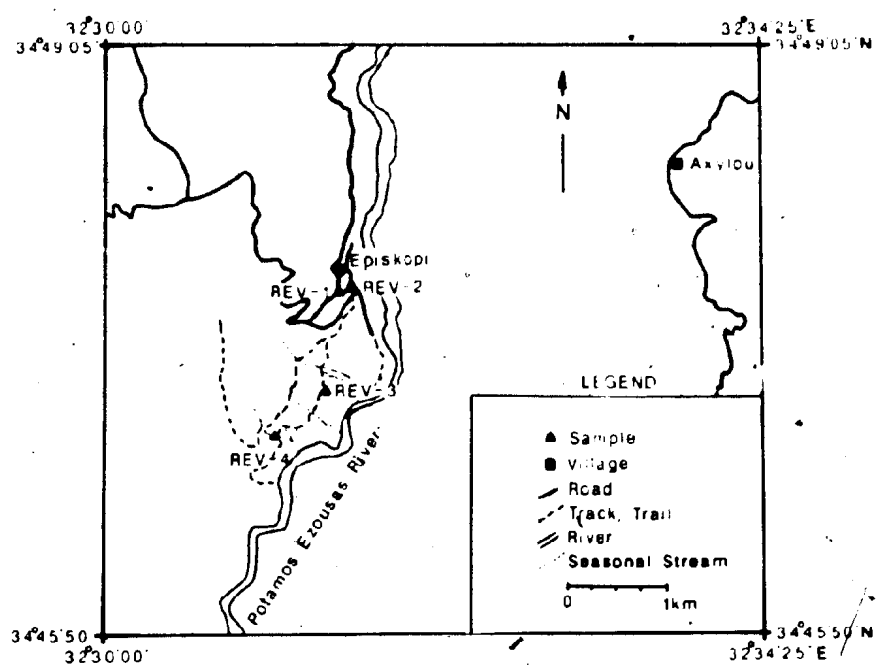 32°30'00"
32°34'25"E
34°49'05"
34°49'05"N
N
Axylou
Episkopi
REV-1
REV-2
REV-3
REV-4
Potamos Ezousas River
LEGEND
Sample
Village
Road
Track, Trail
River
Seasonal Stream
0 1km
34°45'50"
34°45'50"N
32°30'00"
32°34'25"E